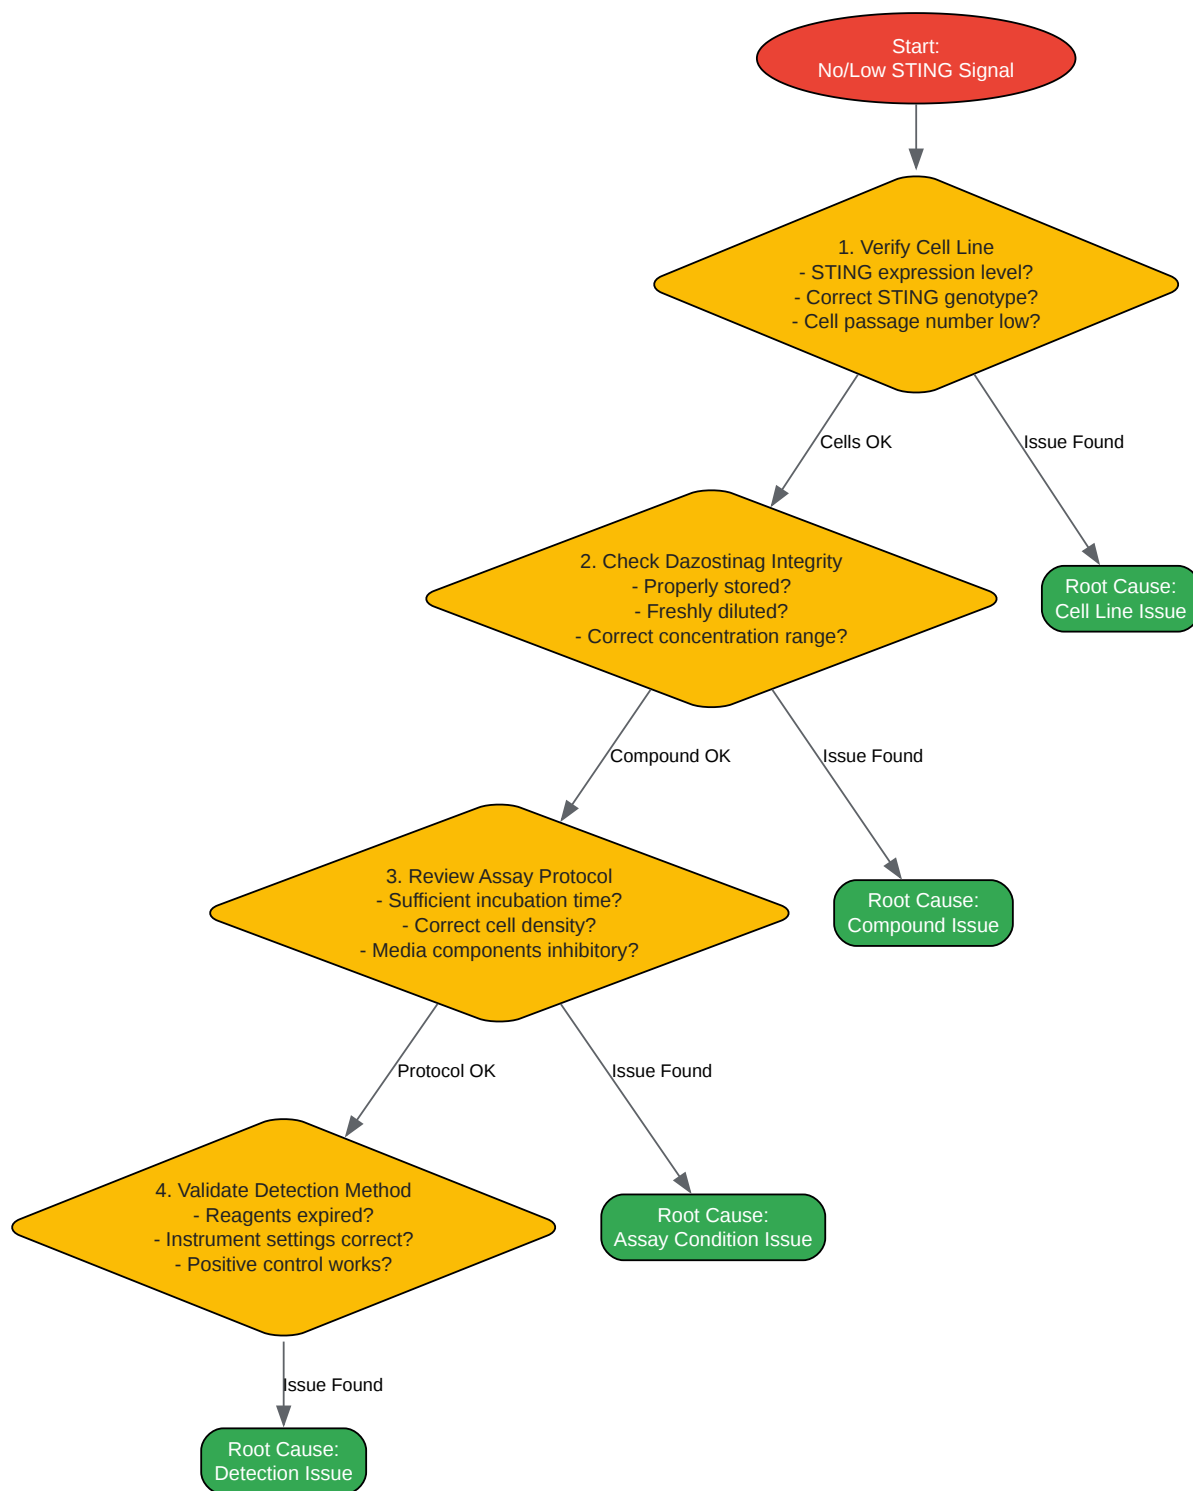 Start:
No/Low STING Signal
1. Verify Cell Line
- STING expression level?
- Correct STING genotype?
- Cell passage number low?
Cells OK
Issue Found
2. Check Dazostinag Integrity
- Properly stored?
- Freshly diluted?
- Correct concentration range?
Root Cause:
Cell Line Issue
Compound OK
Issue Found
3. Review Assay Protocol
- Sufficient incubation time?
- Correct cell density?
- Media components inhibitory?
Root Cause:
Compound Issue
Protocol OK
Issue Found
4. Validate Detection Method
- Reagents expired?
- Instrument settings correct?
- Positive control works?
Root Cause:
Assay Condition Issue
Issue Found
Root Cause:
Detection Issue